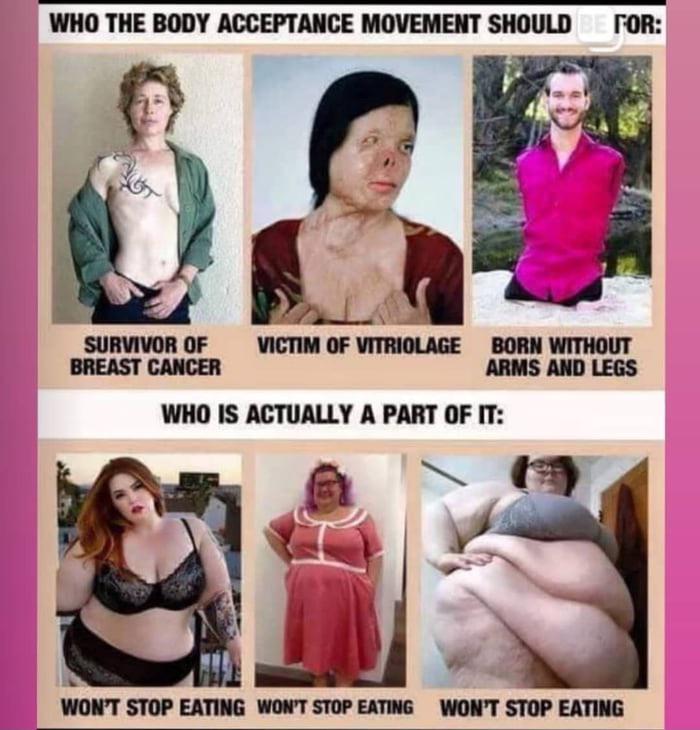 WHO THE BODY ACCEPTANCE MOVEMENT SHOULD BE FOR:
SURVIVOR OF
BREAST CANCER
VICTIM OF VITRIOLAGE
BORN WITHOUT
ARMS AND LEGS
WHO IS ACTUALLY A PART OF IT:
WON'T STOP EATING
WON'T STOP EATING
WON'T STOP EATING